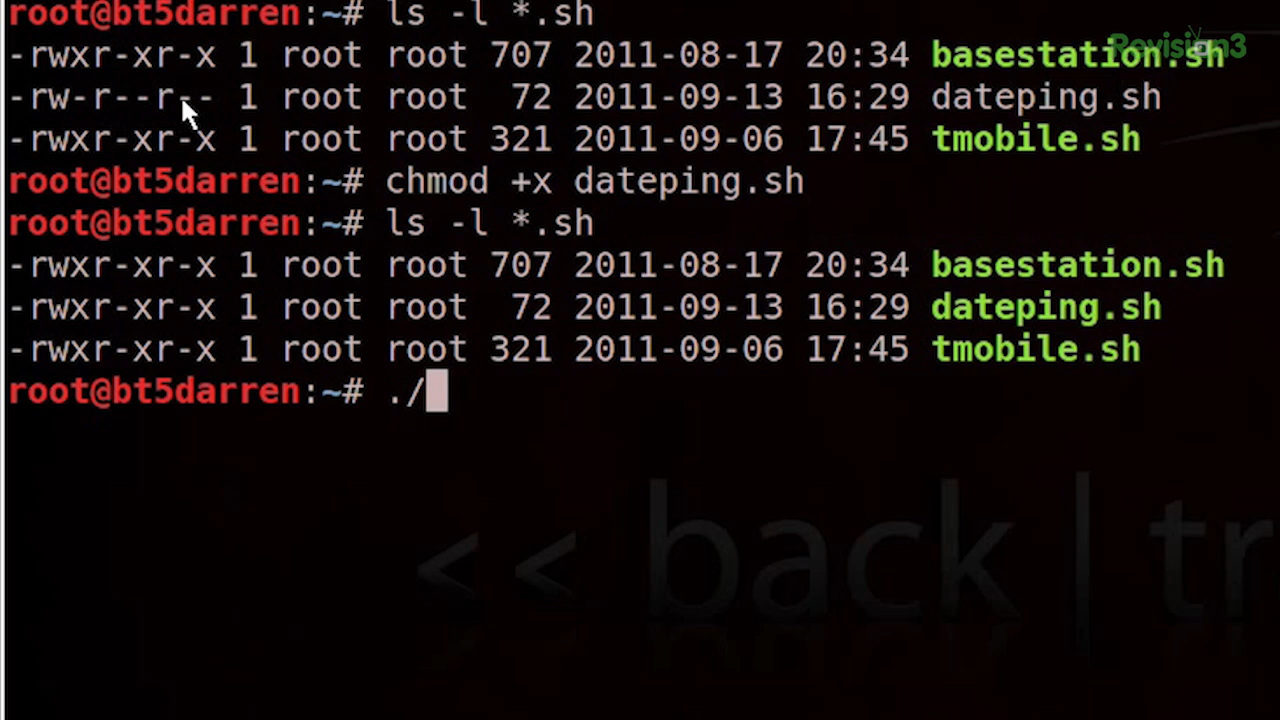 root@bt5darren:~# ls -l *.sh
-rwxr-xr-x 1 root root 707 2011-08-17 20:34 basestation.sh
-rw-r--r-- 1 root root  72 2011-09-13 16:29 dateping.sh
-rwxr-xr-x 1 root root 321 2011-09-06 17:45 tmobile.sh
root@bt5darren:~# chmod +x dateping.sh
root@bt5darren:~# ls -l *.sh
-rwxr-xr-x 1 root root 707 2011-08-17 20:34 basestation.sh
-rwxr-xr-x 1 root root  72 2011-09-13 16:29 dateping.sh
-rwxr-xr-x 1 root root 321 2011-09-06 17:45 tmobile.sh
root@bt5darren:~# ./
<< back | tr
Revision3